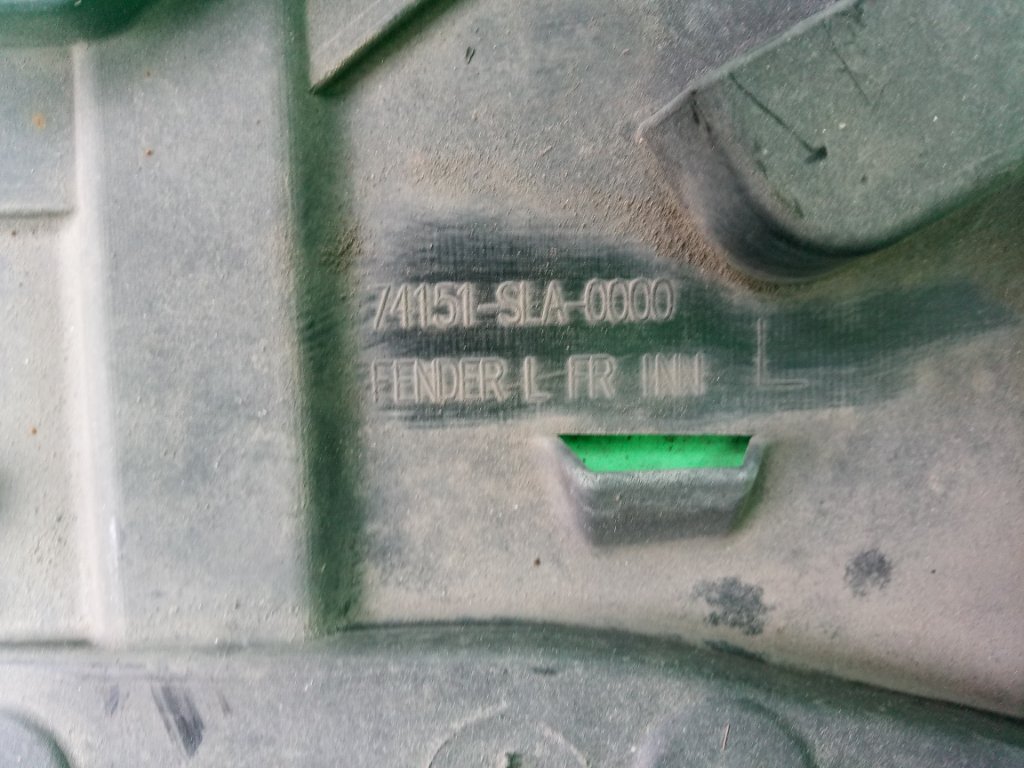 74151-SLA-0000
FENDER L FR INN
L